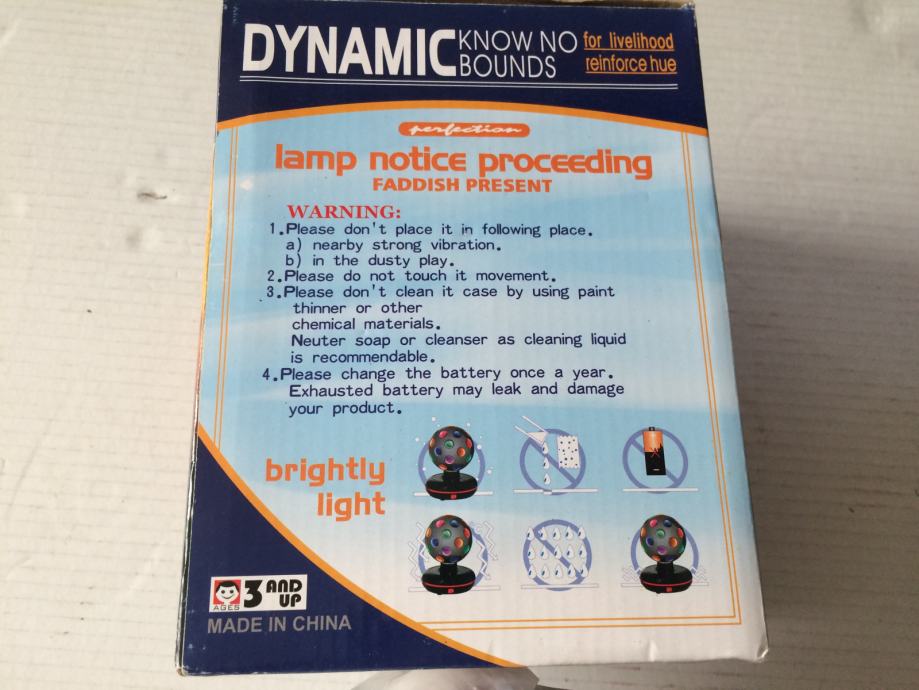 DYNAMIC KNOW NO BOUNDS for livelihood reinforce hue
perfection
lamp notice proceeding
FADDISH PRESENT
WARNING:
1.Please don't place it in following place.
a) nearby strong vibration.
b) in the dusty play.
2.Please do not touch it movement.
3.Please don't clean it case by using paint
thinner or other
chemical materials.
Neuter soap or cleanser as cleaning liquid
is recommendable.
4.Please change the battery once a year.
Exhausted battery may leak and damage
your product.
brightly
light
AGES 3 AND UP
MADE IN CHINA